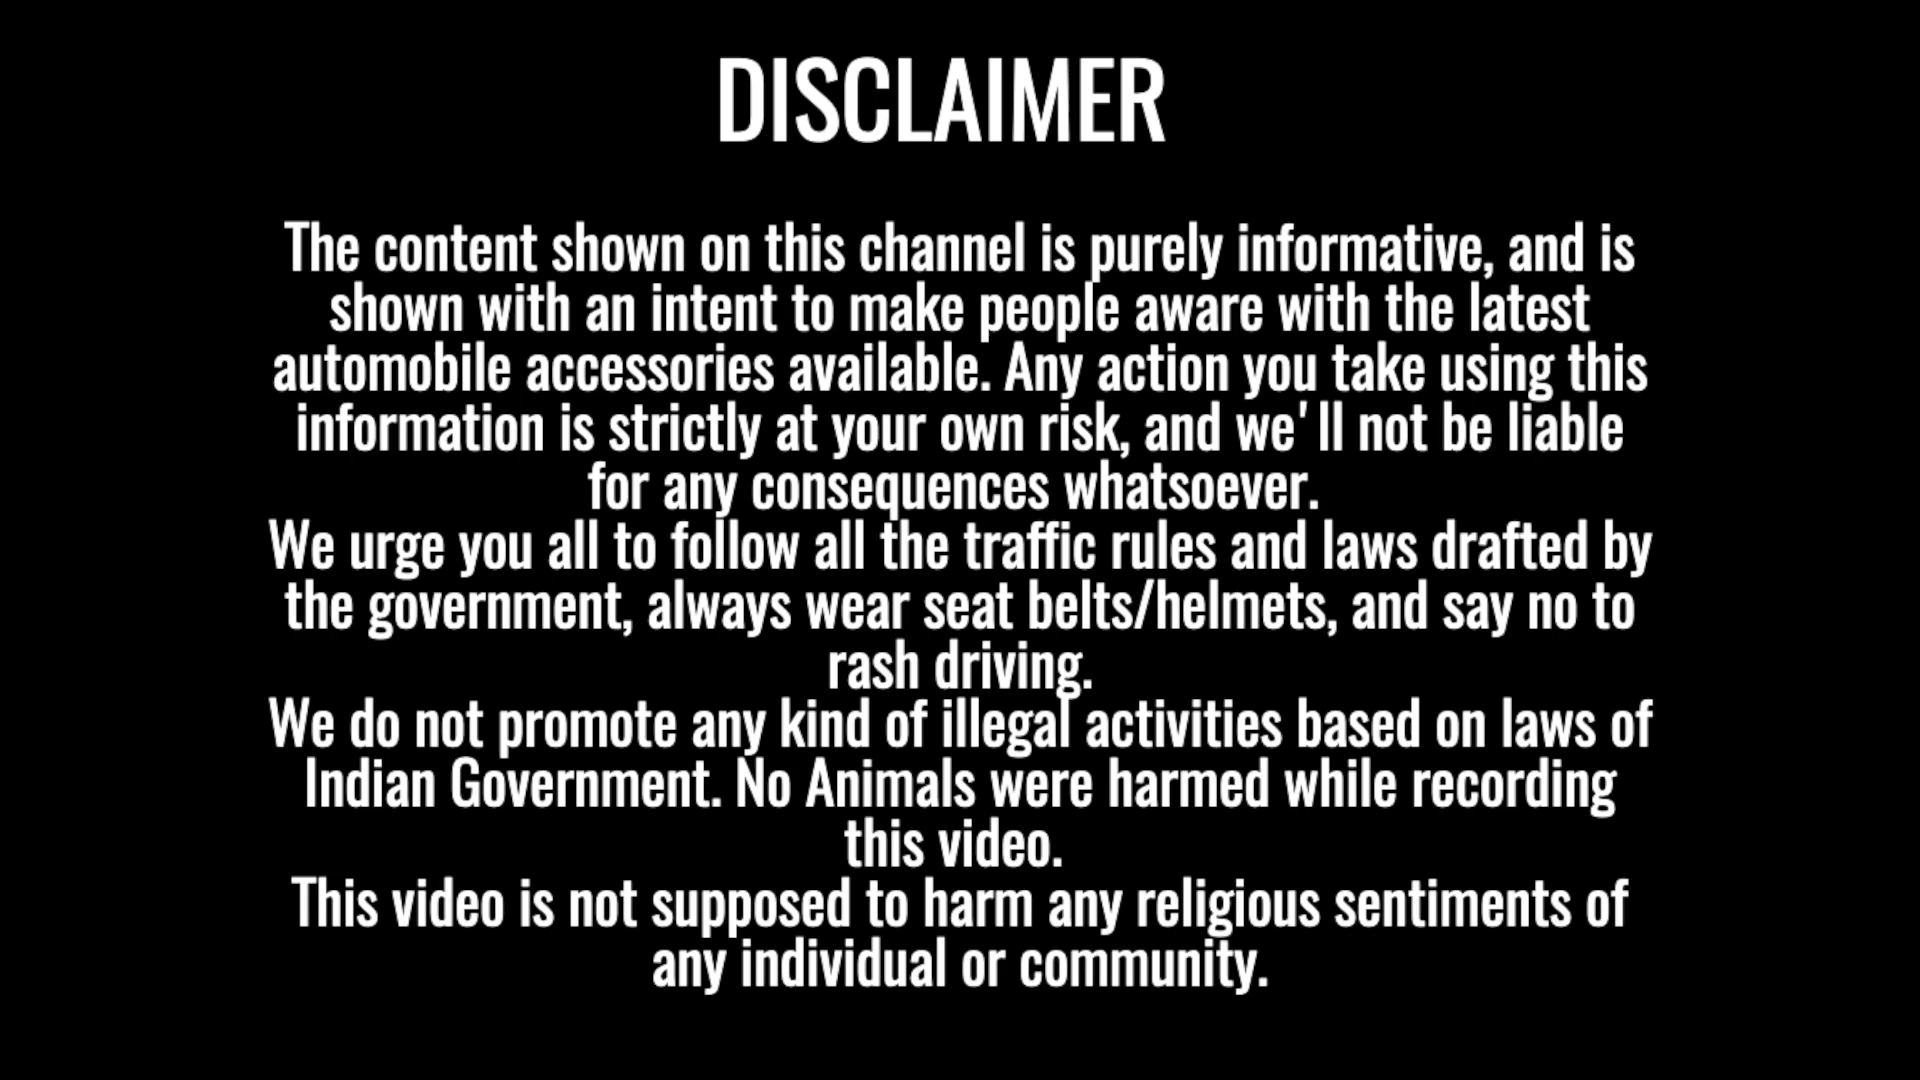 DISCLAIMER
The content shown on this channel is purely informative, and is
shown with an intent to make people aware with the latest
automobile accessories available. Any action you take using this
information is strictly at your own risk, and we'll not be liable
for any consequences whatsoever.
We urge you all to follow all the traffic rules and laws drafted by
the government, always wear seat belts/helmets, and say no to
rash driving.
We do not promote any kind of illegal activities based on laws of
Indian Government. No Animals were harmed while recording
this video.
This video is not supposed to harm any religious sentiments of
any individual or community.